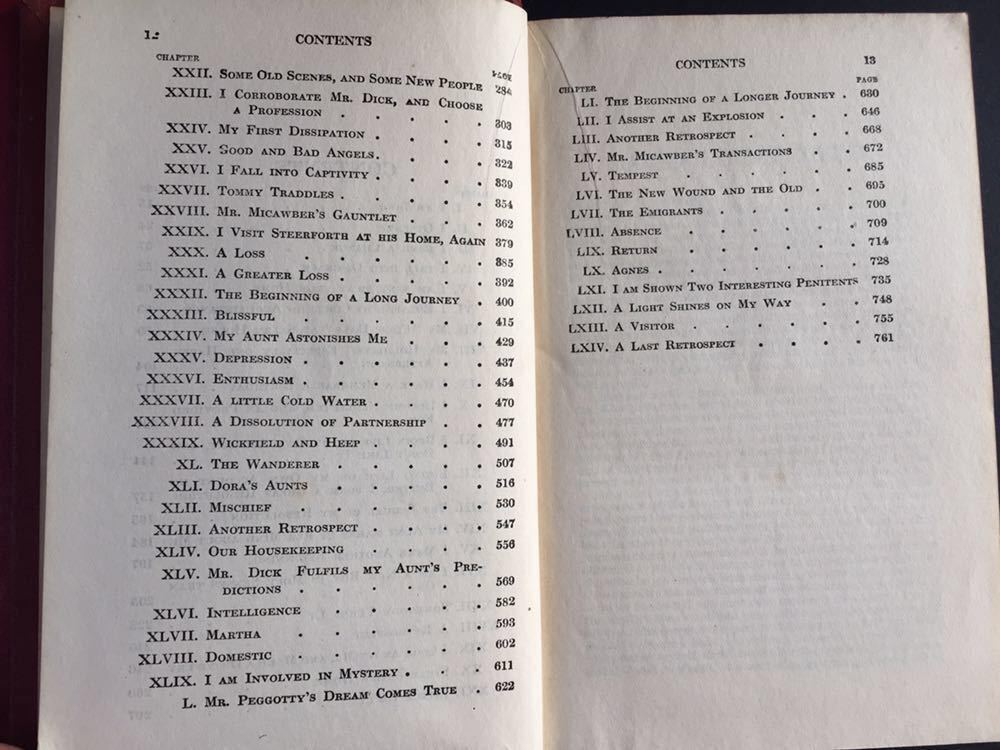 12
CONTENTS
CHAPTER PAGE
XXII. Some Old Scenes, and Some New People 284
XXIII. I Corroborate Mr. Dick, and Choose
a Profession . . . . . 303
XXIV. My First Dissipation . . . . 315
XXV. Good and Bad Angels . . . . 322
XXVI. I Fall into Captivity . . . . 339
XXVII. Tommy Traddles . . . . . 354
XXVIII. Mr. Micawber's Gauntlet . . . 362
XXIX. I Visit Steerforth at his Home, Again 379
XXX. A Loss . . . . . . 385
XXXI. A Greater Loss . . . . . 392
XXXII. The Beginning of a Long Journey . 400
XXXIII. Blissful . . . . . . 415
XXXIV. My Aunt Astonishes Me . . . 429
XXXV. Depression . . . . . . 437
XXXVI. Enthusiasm . . . . . . 454
XXXVII. A little Cold Water . . . . 470
XXXVIII. A Dissolution of Partnership . . 477
XXXIX. Wickfield and Heep . . . . 491
XL. The Wanderer . . . . . 507
XLI. Dora's Aunts . . . . . 516
XLII. Mischief . . . . . . 530
XLIII. Another Retrospect . . . . 547
XLIV. Our Housekeeping . . . . 556
XLV. Mr. Dick Fulfils my Aunt's Pre-
dictions . . . . . . 569
XLVI. Intelligence . . . . . 582
XLVII. Martha . . . . . . 593
XLVIII. Domestic . . . . . . 602
XLIX. I am Involved in Mystery . . . 611
L. Mr. Peggotty's Dream Comes True . 622
CONTENTS 13
CHAPTER PAGE
LI. The Beginning of a Longer Journey . 630
LII. I Assist at an Explosion . . . 646
LIII. Another Retrospect . . . . 668
LIV. Mr. Micawber's Transactions . . 672
LV. Tempest . . . . . . 685
LVI. The New Wound and the Old . . 695
LVII. The Emigrants . . . . . 700
LVIII. Absence . . . . . . 709
LIX. Return . . . . . . 714
LX. Agnes . . . . . . . 728
LXI. I am Shown Two Interesting Penitents 735
LXII. A Light Shines on My Way . . 748
LXIII. A Visitor . . . . . 755
LXIV. A Last Retrospect . . . . 761